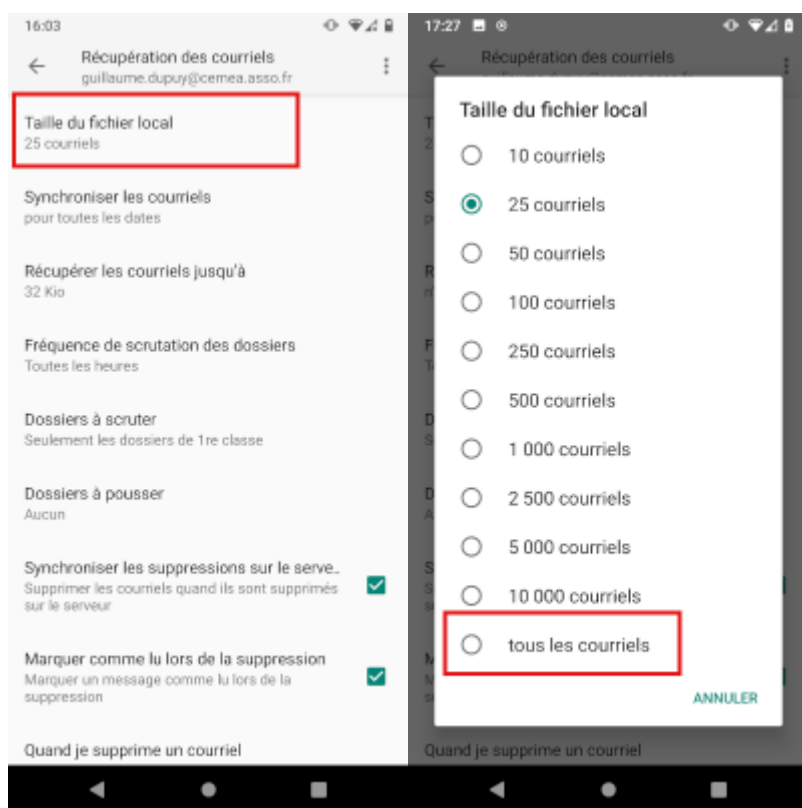 16:03
Récupération des courriels
guillaume.dupuy@cemea.asso.fr
Taille du fichier local
25 courriels
Synchroniser les courriels
pour toutes les dates
Récupérer les courriels jusqu'à
32 Kio
Fréquence de scrutation des dossiers
Toutes les heures
Dossiers à scruter
Seulement les dossiers de 1re classe
Dossiers à pousser
Aucun
Synchroniser les suppressions sur le serve…
Supprimer les courriels quand ils sont supprimés
sur le serveur
Marquer comme lu lors de la suppression
Marquer un message comme lu lors de la
suppression
Quand je supprime un courriel
17:27
Récupération des courriels
Taille du fichier local
10 courriels
25 courriels
50 courriels
100 courriels
250 courriels
500 courriels
1 000 courriels
2 500 courriels
5 000 courriels
10 000 courriels
tous les courriels
ANNULER
Quand je supprime un courriel